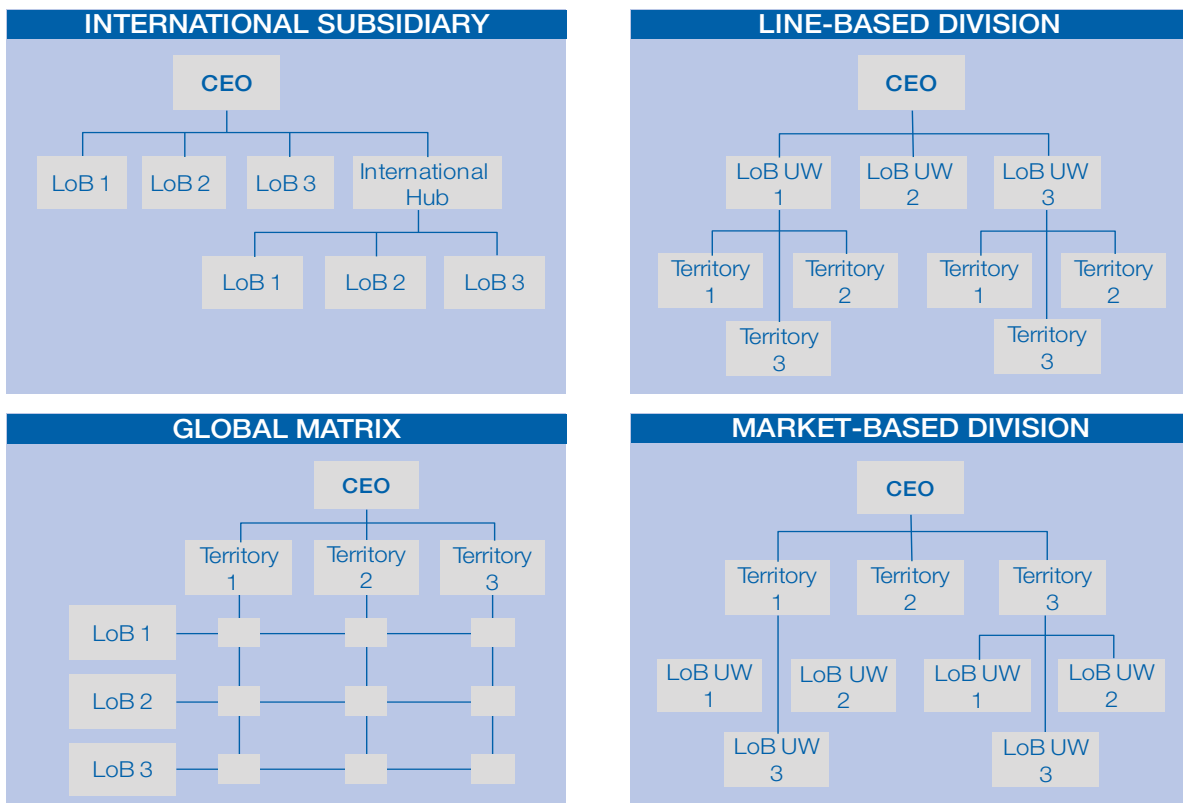 INTERNATIONAL SUBSIDIARY
CEO
LoB 1
LoB 2
LoB 3
International
Hub
LoB 1
LoB 2
LoB 3
LINE-BASED DIVISION
CEO
LoB UW
1
LoB UW
2
LoB UW
3
Territory
1
Territory
2
Territory
1
Territory
2
Territory
3
Territory
3
GLOBAL MATRIX
CEO
Territory
1
Territory
2
Territory
3
LoB 1
LoB 2
LoB 3
MARKET-BASED DIVISION
CEO
Territory
1
Territory
2
Territory
3
LoB UW
1
LoB UW
2
LoB UW
1
LoB UW
2
LoB UW
3
LoB UW
3